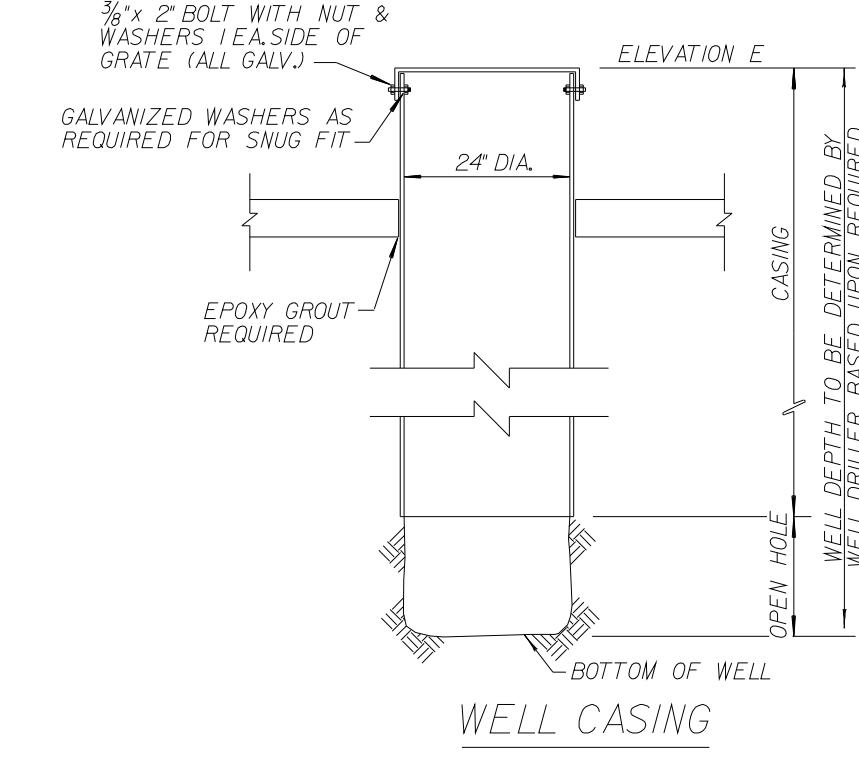 3/8"x 2" BOLT WITH NUT &
WASHERS 1 EA. SIDE OF
GRATE (ALL GALV.)
ELEVATION E
GALVANIZED WASHERS AS
REQUIRED FOR SNUG FIT
24" DIA.
EPOXY GROUT
REQUIRED
CASING
WELL DEPTH TO BE DETERMINED BY
WELL DRILLER BASED UPON REQUIRED
OPEN HOLE
BOTTOM OF WELL
WELL CASING